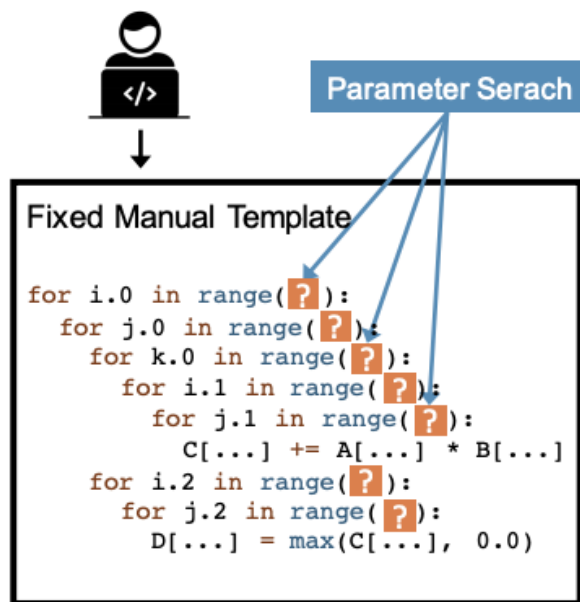 </>
Parameter Serach
Fixed Manual Template
for i.0 in range( ? ):
for j.0 in range( ? ):
for k.0 in range( ? ):
for i.1 in range( ? ):
for j.1 in range( ? ):
C[...] += A[...] * B[...]
for i.2 in range( ? ):
for j.2 in range( ? ):
D[...] = max(C[...], 0.0)